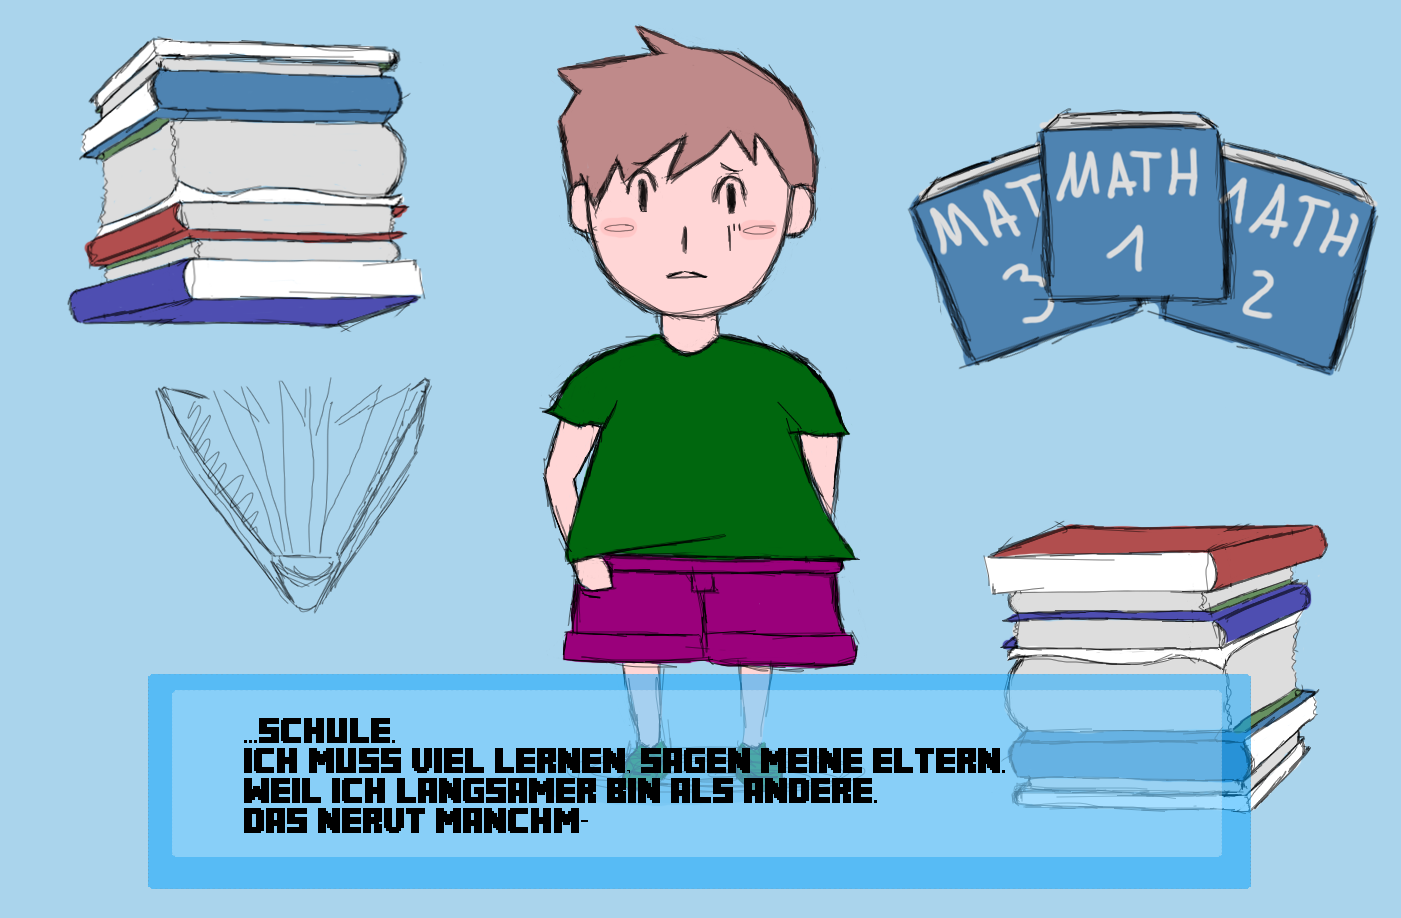 MATH
3
MATH
1
MATH
2
...SCHULE.
ICH MUSS VIEL LERNEN, SAGEN MEINE ELTERN.
WEIL ICH LANGSAMER BIN ALS ANDERE.
DAS NERVT MANCHM-